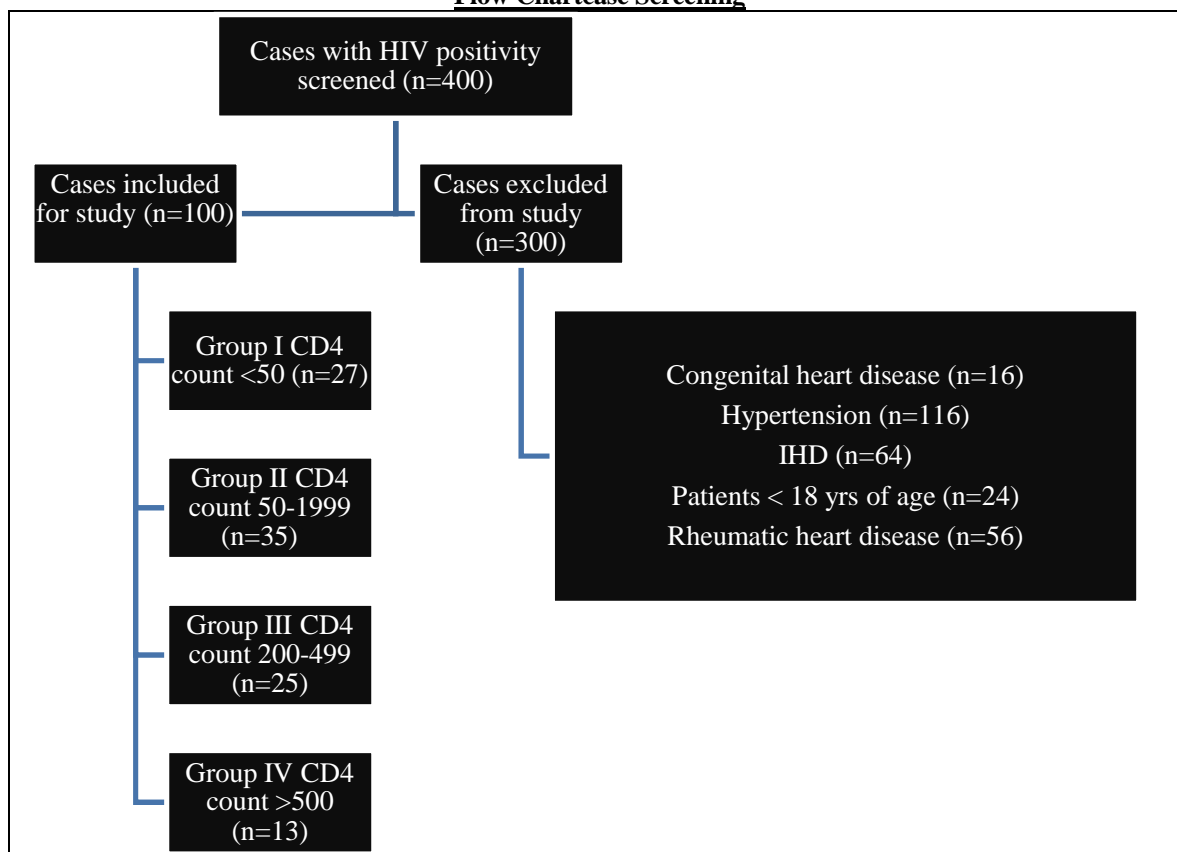 Flow Chartcase Screening
Cases with HIV positivity
screened (n=400)
Cases included
for study (n=100)
Cases excluded
from study
(n=300)
Group I CD4
count <50 (n=27)
Group II CD4
count 50-1999
(n=35)
Group III CD4
count 200-499
(n=25)
Group IV CD4
count >500
(n=13)
Congenital heart disease (n=16)
Hypertension (n=116)
IHD (n=64)
Patients < 18 yrs of age (n=24)
Rheumatic heart disease (n=56)